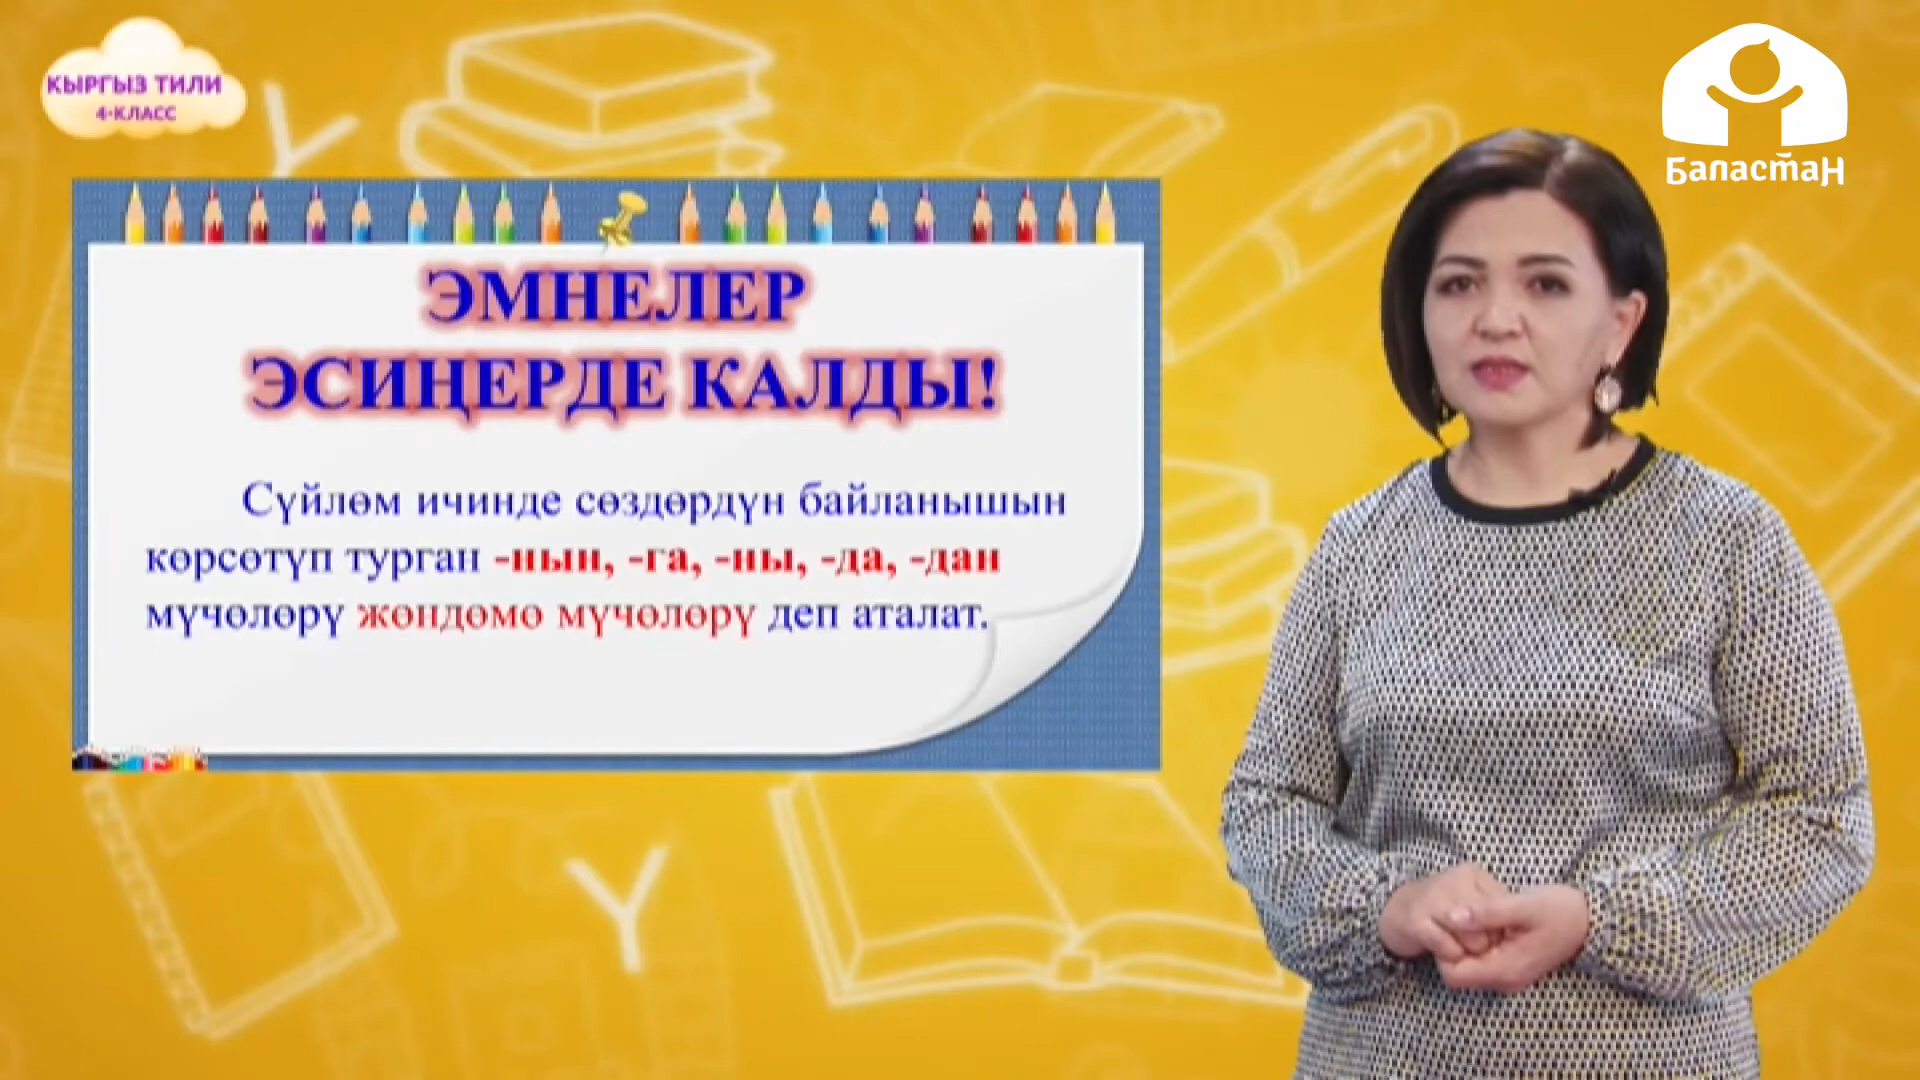 КЫРГЫЗ ТИЛИ
4-КЛАСС
Баластан
ЭМНЕЛЕР
ЭСИҢЕРДЕ КАЛДЫ!
Сүйлөм ичинде сөздөрдүн байланышын
көрсөтүп турган -нын, -га, -ны, -да, -дан
мүчөлөрү жөндөмө мүчөлөрү деп аталат.